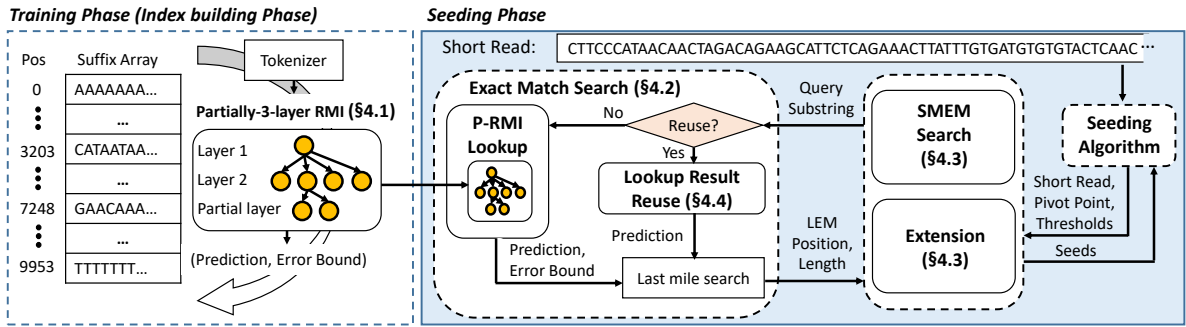 Training Phase (Index building Phase)
Pos
Suffix Array
0
AAAAAAA...
...
3203
CATAATAA...
...
7248
GAACAAA...
...
9953
TTTTTTT...
Tokenizer
Partially-3-layer RMI (§4.1)
Layer 1
Layer 2
Partial layer
(Prediction, Error Bound)
Seeding Phase
Short Read:
CTTCCCATAACAACTAGACAGAAGCATTCTCAGAAACTTATTTGTGATGTGTGTACTCAAC ...
Exact Match Search (§4.2)
No
Reuse?
Yes
P-RMI
Lookup
Lookup Result
Reuse (§4.4)
Prediction
Prediction,
Error Bound
Last mile search
Query
Substring
LEM
Position,
Length
SMEM
Search
(§4.3)
Extension
(§4.3)
Seeding
Algorithm
Short Read,
Pivot Point,
Thresholds
Seeds